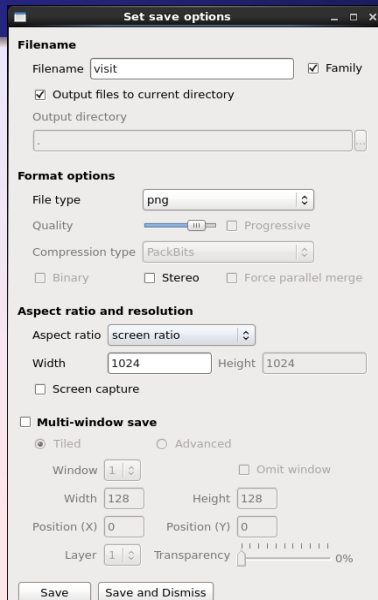 Set save options
Filename
Filename visit Family
Output files to current directory
Output directory
. ...
Format options
File type png
Quality Progressive
Compression type PackBits
Binary Stereo Force parallel merge
Aspect ratio and resolution
Aspect ratio screen ratio
Width 1024 Height 1024
Screen capture
Multi-window save
Tiled Advanced
Window 1 Omit window
Width 128 Height 128
Position (X) 0 Position (Y) 0
Layer 1 Transparency 0%
Save Save and Dismiss